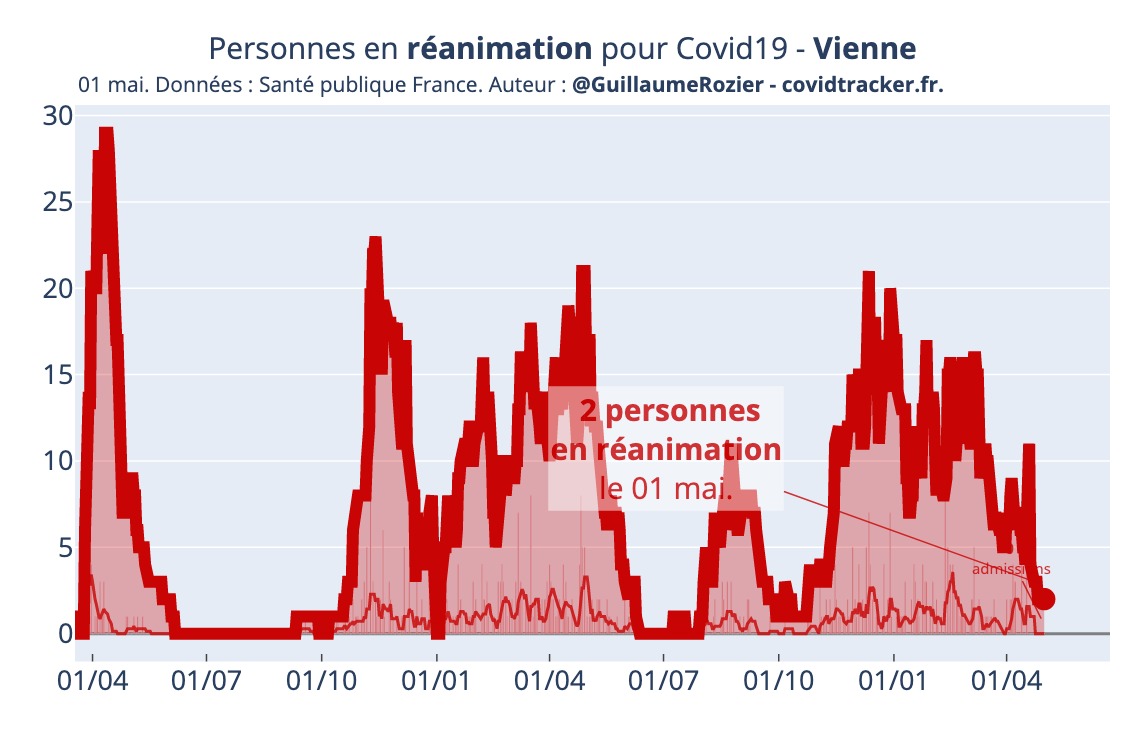 Personnes en réanimation pour Covid19 - Vienne
01 mai. Données : Santé publique France. Auteur : @GuillaumeRozier - covidtracker.fr.
30
25
20
15
10
5
0
2 personnes
en réanimation
le 01 mai.
admissions
01/04 01/07 01/10 01/01 01/04 01/07 01/10 01/01 01/04